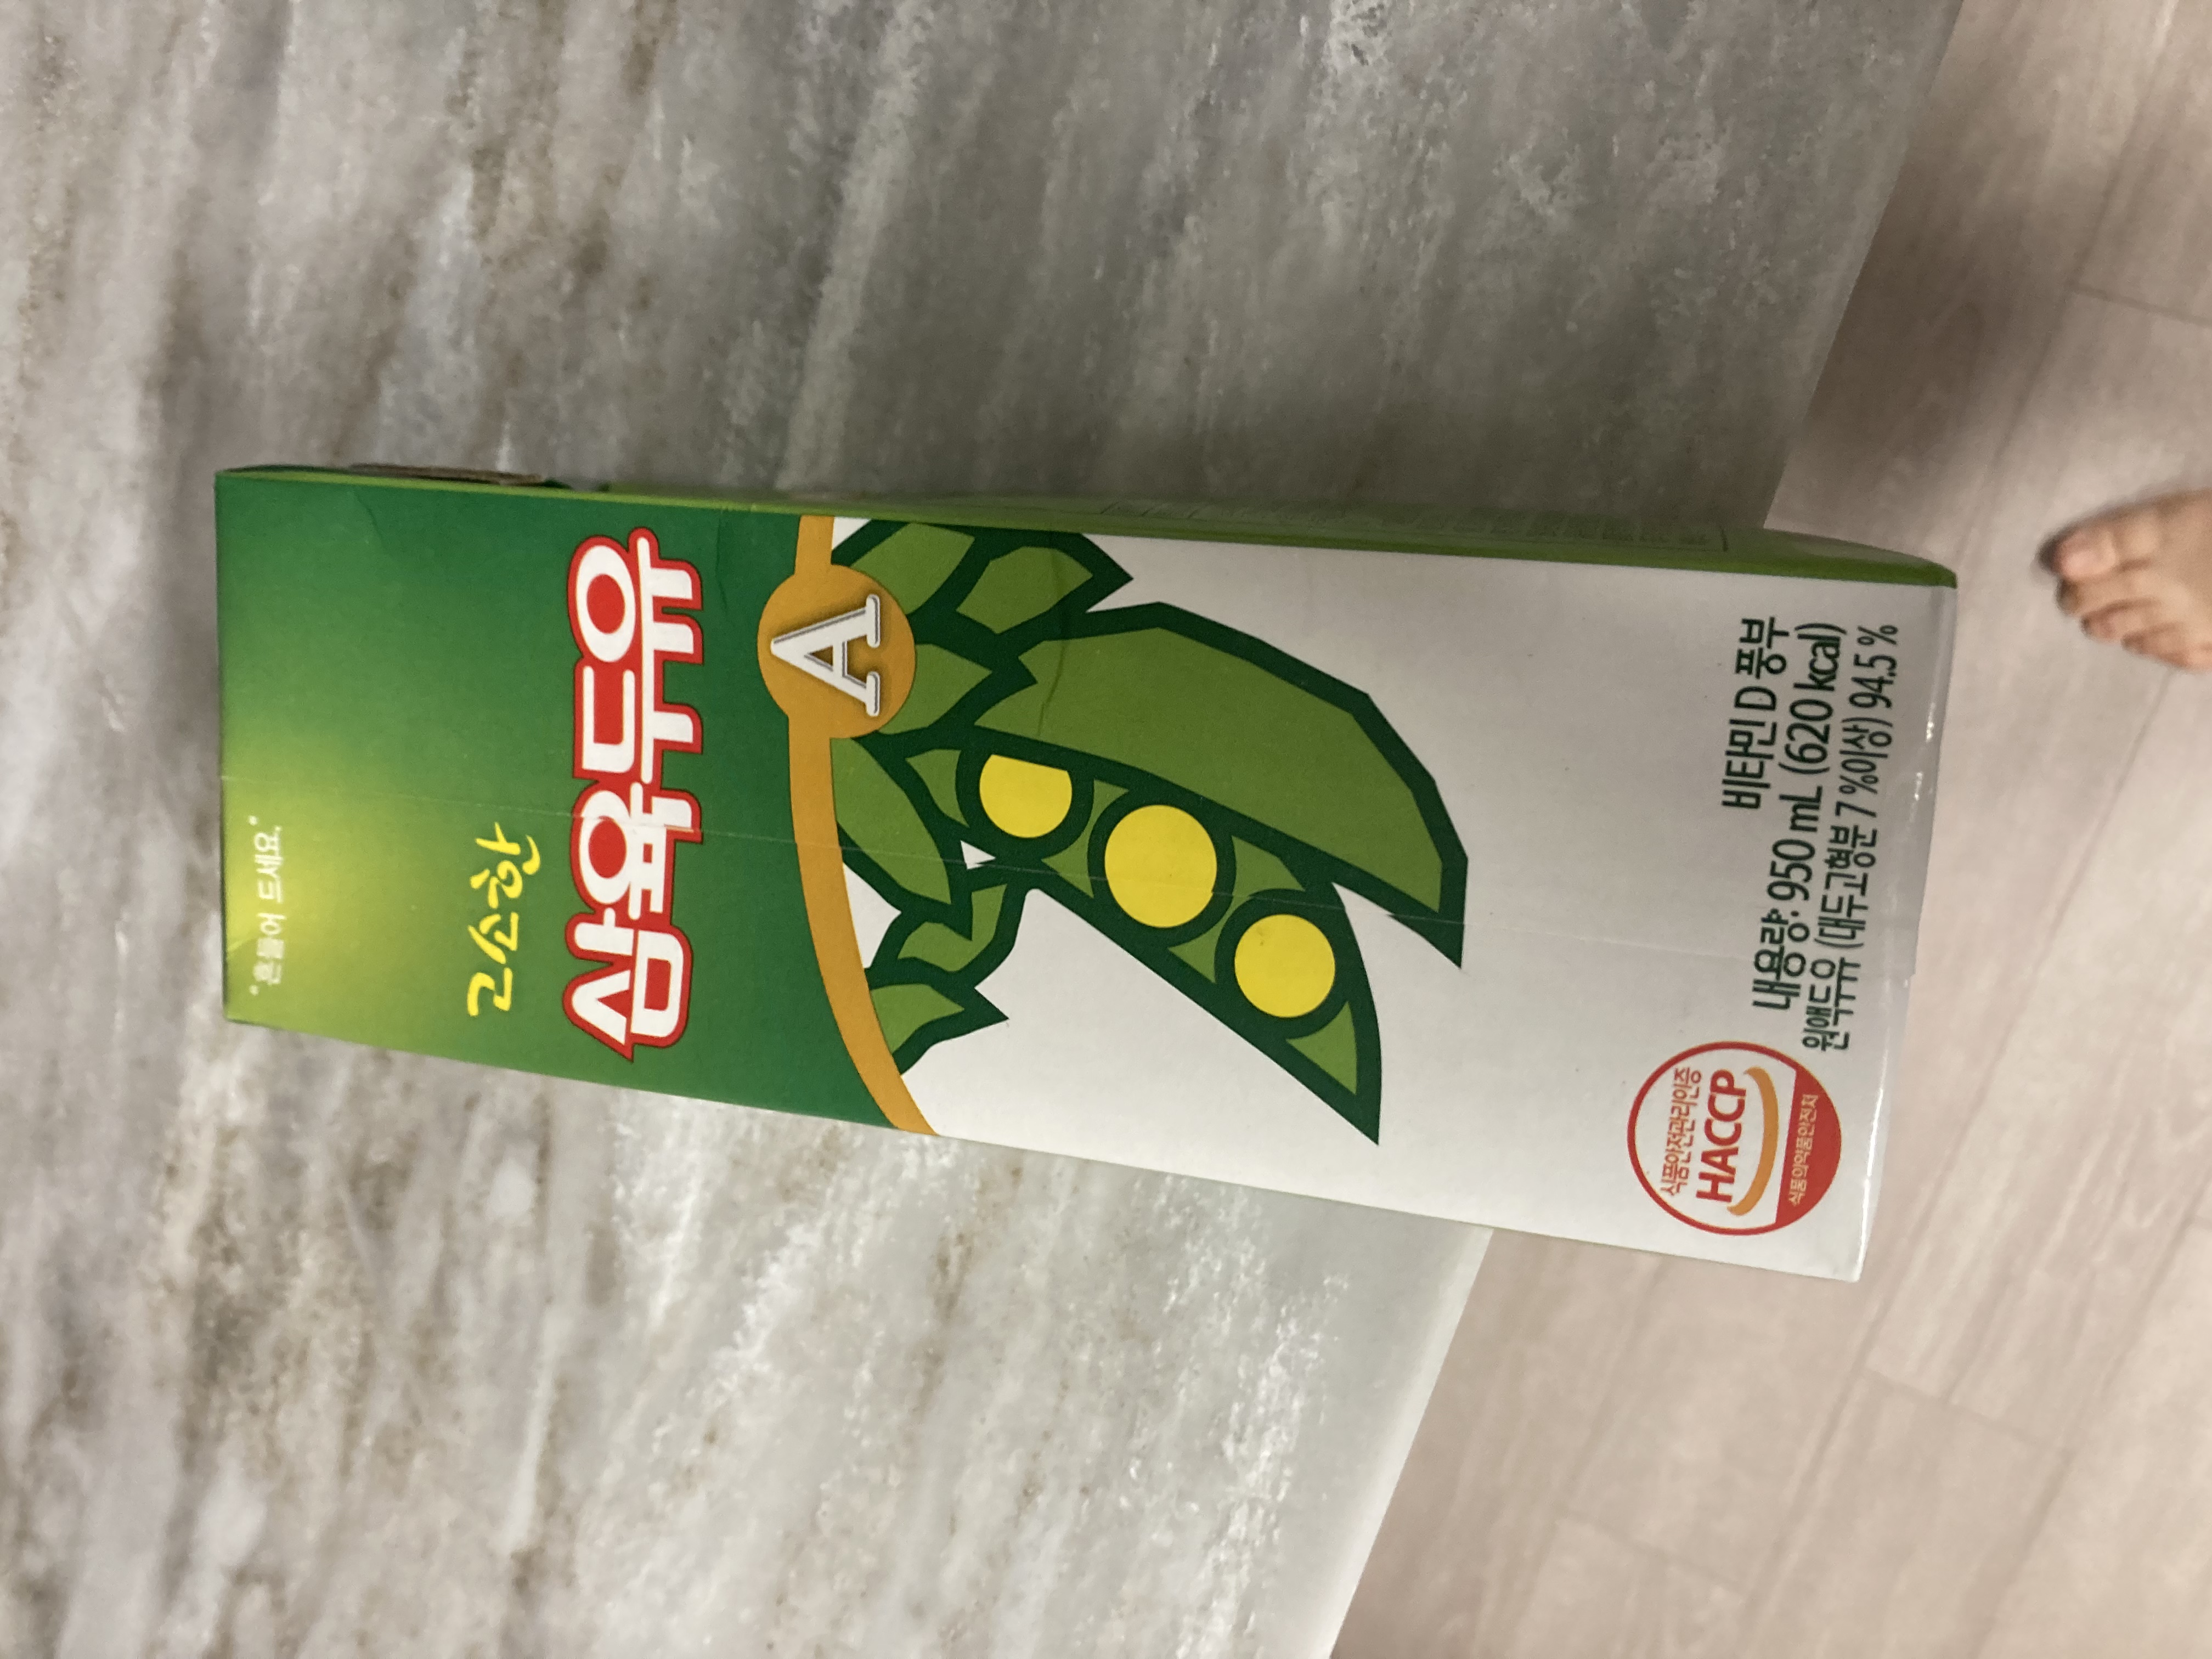 "흔들어 드세요."
고소한
삼육두유
A
비타민 D 풍부
내용량: 950 mL (620 kcal)
원액두유 (대두고형분 7 %이상) 94.5 %
식품안전관리인증
HACCP
식품의약품안전처